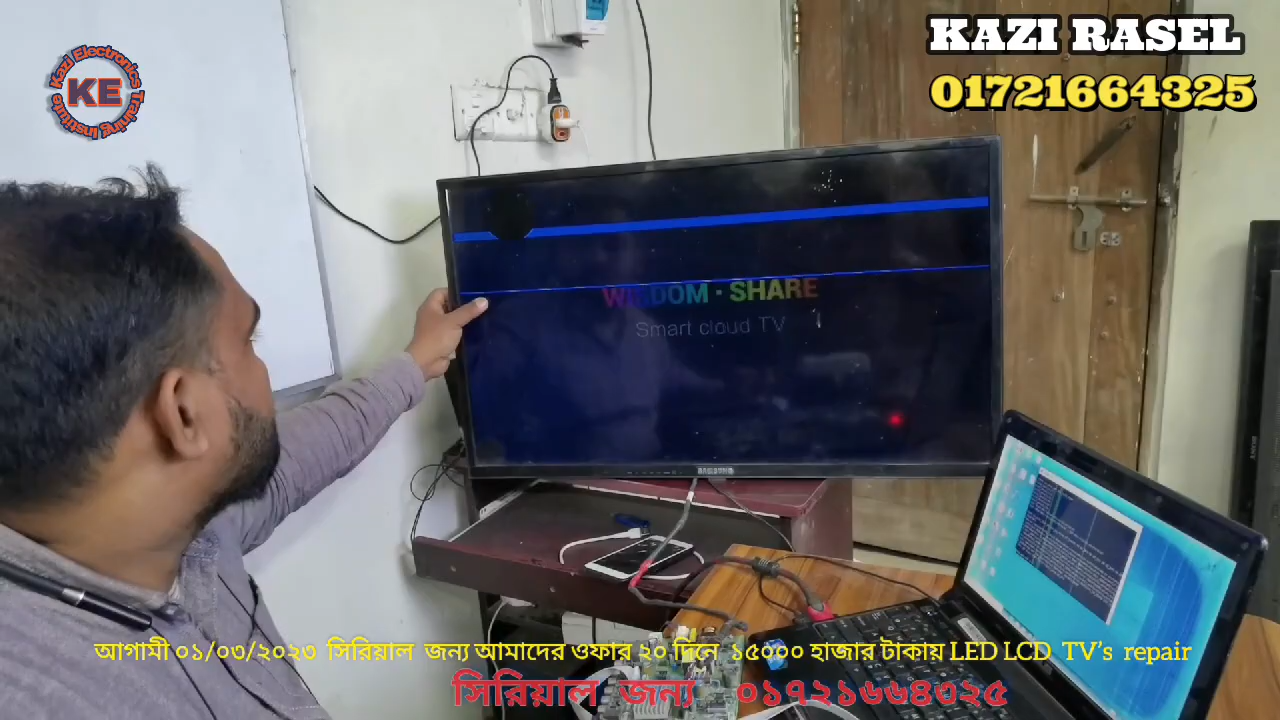 KAZI RASEL
01721664325
Kazi Electronics Training Institute
KE
WISDOM · SHARE
Smart cloud TV
SAMSUNG
আগামী ০১/০৩/২০২৩ সিরিয়াল জন্য আমাদের ওফার ২০ দিনে ১৫০০০ হাজার টাকায় LED LCD TV's repair
সিরিয়াল জন্য ০১৭২১৬৬৪৩২৫